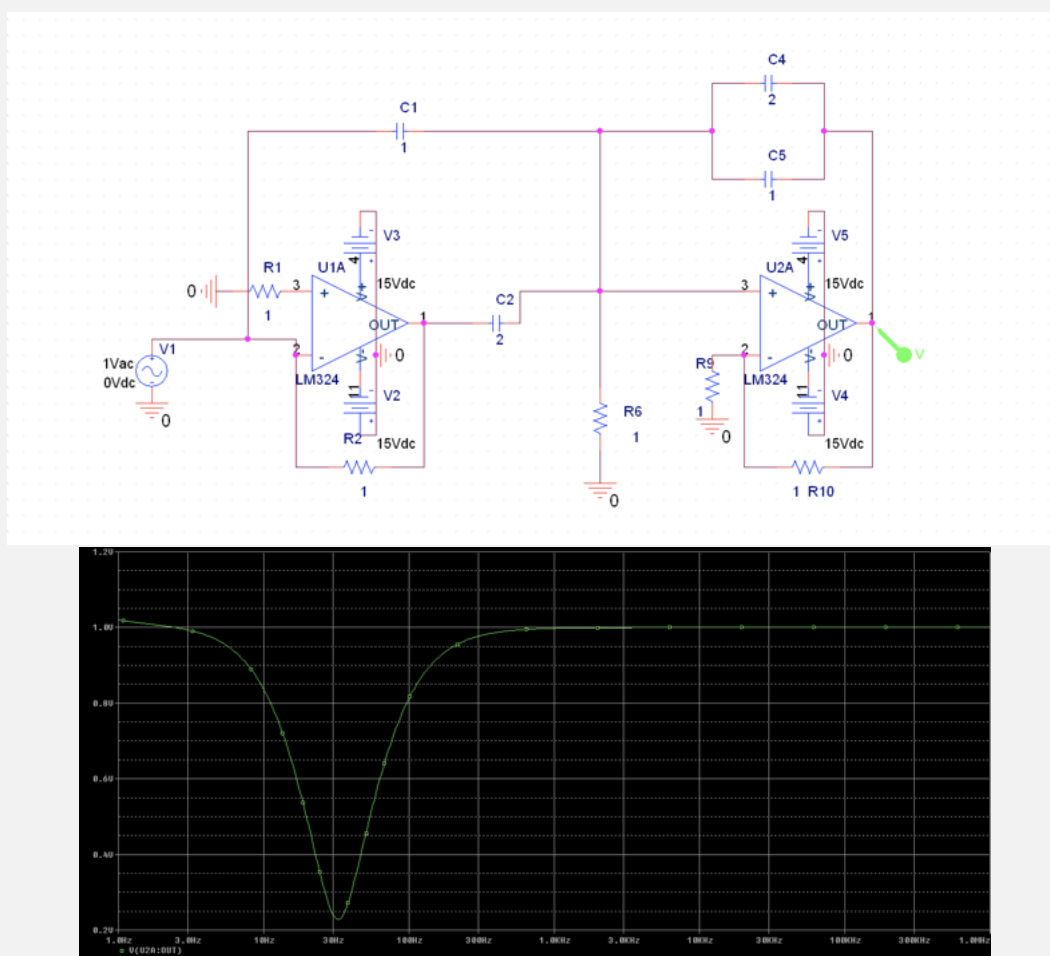 C4
2
C1
1
C5
1
V3
V5
4
4
R1
U1A
U2A
0
3
+
15Vdc
3
+
15Vdc
V+
V+
1
C2
OUT
1
2
OUT
1
V1
2
-
0
2
-
0
V
1Vac
R9
0Vdc
LM324
V-
LM324
V-
11
V2
11
V4
1
0
R2
15Vdc
R6
1
0
15Vdc
1
1 R10
0
1.2V
1.0V
0.8V
0.6V
0.4V
0.2V
1.0Hz 3.0Hz 10Hz 30Hz 100Hz 300Hz 1.0KHz 3.0KHz 10KHz 30KHz 100KHz 300KHz 1.0MHz
V(U2A:OUT)